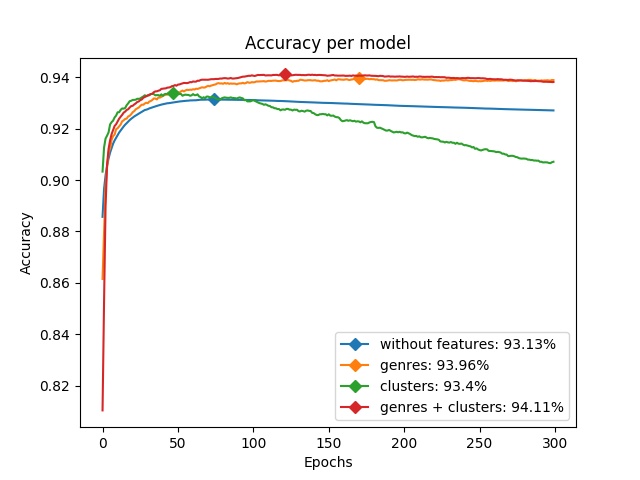 Accuracy per model
0.94
0.92
0.90
0.88
0.86
0.84
0.82
Accuracy
without features: 93.13%
genres: 93.96%
clusters: 93.4%
genres + clusters: 94.11%
0 50 100 150 200 250 300
Epochs